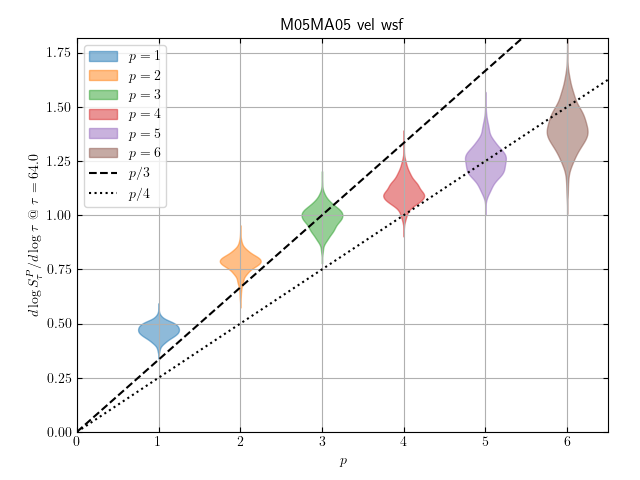 M05MA05 vel wsf
d log S_τ^P / d log τ @ τ = 64.0
1.75
1.50
1.25
1.00
0.75
0.50
0.25
0.00
p = 1
p = 2
p = 3
p = 4
p = 5
p = 6
p/3
p/4
0 1 2 3 4 5 6
p